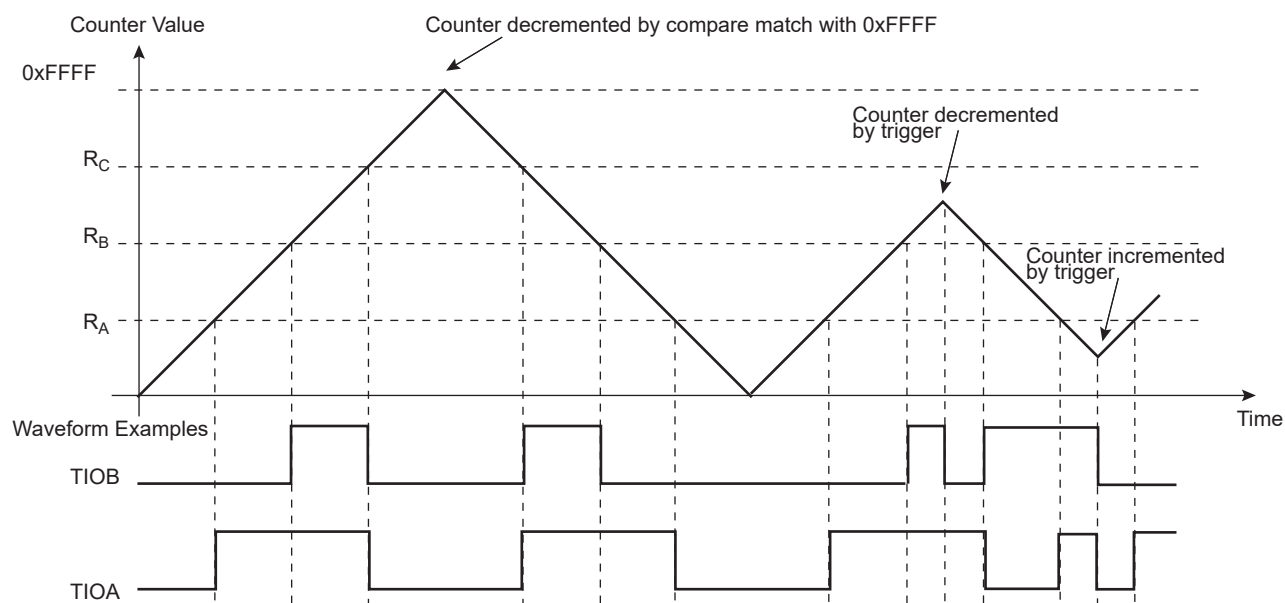 Counter Value
Counter decremented by compare match with 0xFFFF
0xFFFF
Counter decremented
by trigger
RC
RB
Counter incremented
by trigger
RA
Time
Waveform Examples
TIOB
TIOA